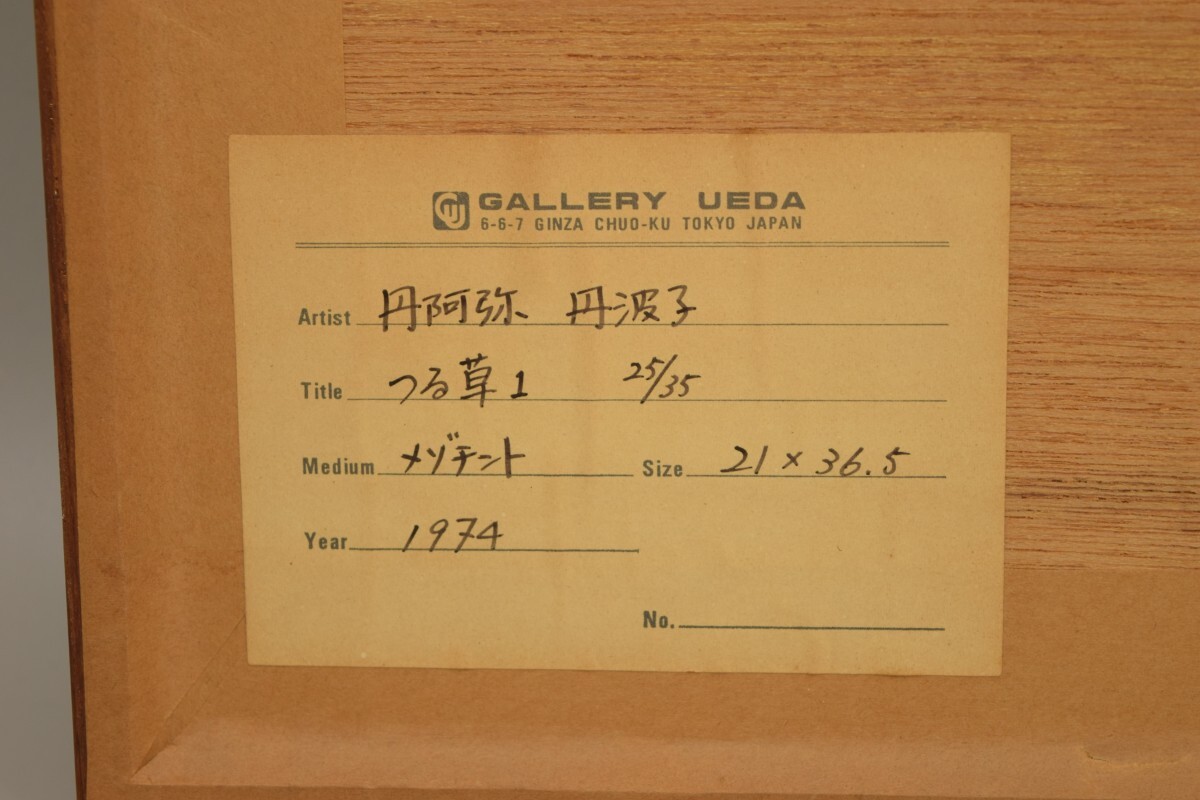 GALLERY UEDA
6-6-7 GINZA CHUO-KU TOKYO JAPAN
Artist 丹阿弥 丹波子
Title つる草1 25/35
Medium メゾチント Size 21 × 36.5
Year 1974
No.